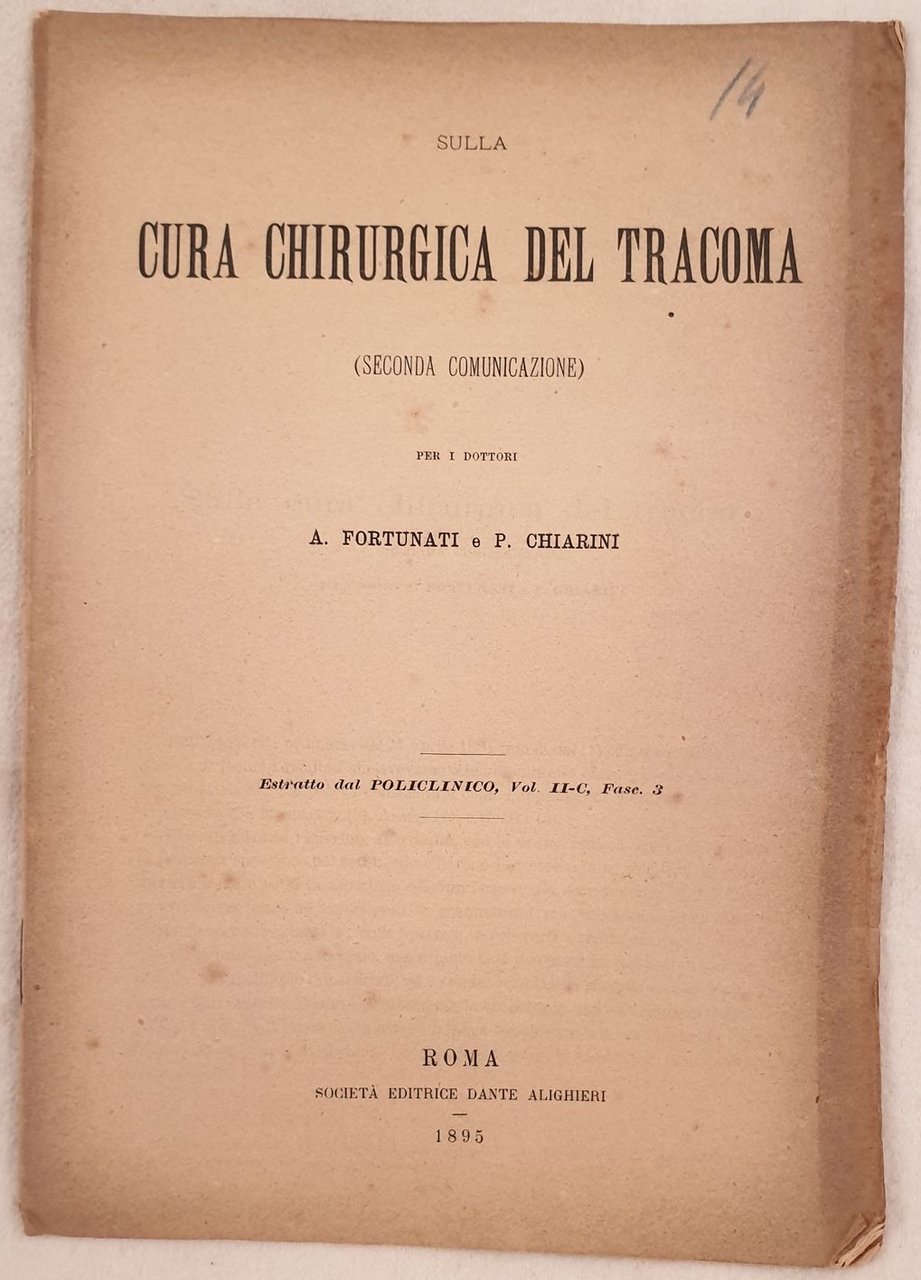 14
SULLA
CURA CHIRURGICA DEL TRACOMA
(SECONDA COMUNICAZIONE)
PER I DOTTORI
A. FORTUNATI e P. CHIARINI
Estratto dal POLICLINICO, Vol. II-C, Fasc. 3
ROMA
SOCIETÀ EDITRICE DANTE ALIGHIERI
1895